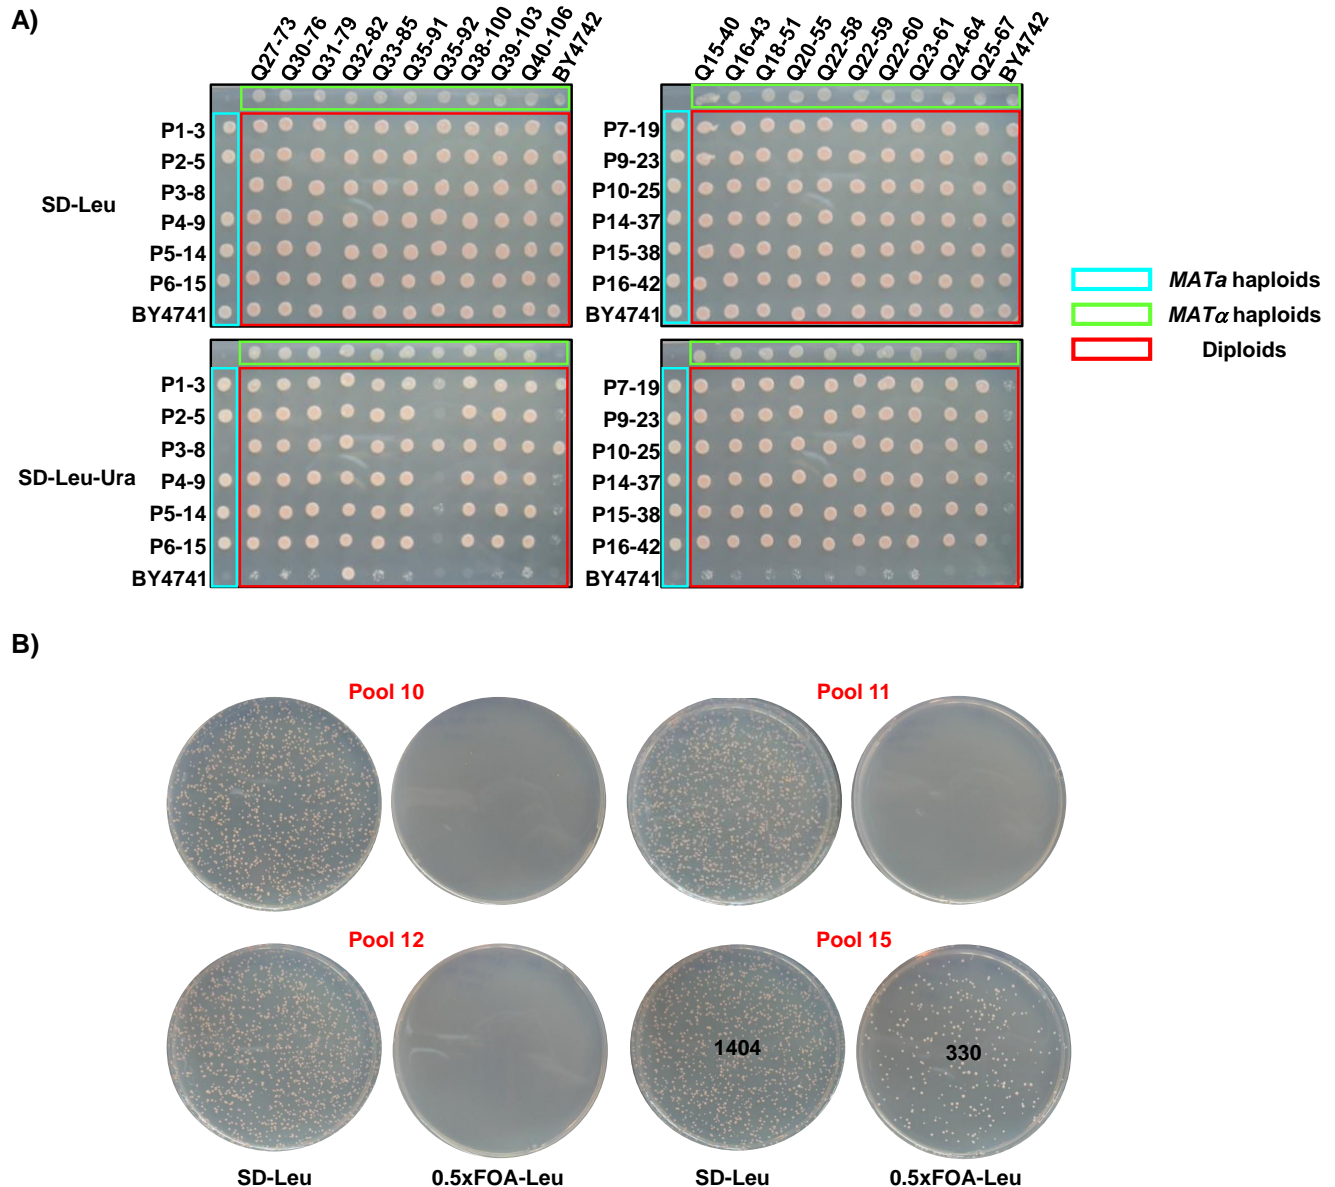 A)
Q27-73
Q30-76
Q31-79
Q32-82
Q33-85
Q35-91
Q35-92
Q38-100
Q39-103
Q40-106
BY4742
Q15-40
Q16-43
Q18-51
Q20-55
Q22-58
Q22-59
Q22-60
Q23-61
Q24-64
Q25-67
BY4742
SD-Leu
P1-3
P2-5
P3-8
P4-9
P5-14
P6-15
BY4741
P7-19
P9-23
P10-25
P14-37
P15-38
P16-42
BY4741
MATa haploids
MATα haploids
Diploids
SD-Leu-Ura
P1-3
P2-5
P3-8
P4-9
P5-14
P6-15
BY4741
P7-19
P9-23
P10-25
P14-37
P15-38
P16-42
BY4741
B)
Pool 10
Pool 11
Pool 12
Pool 15
1404
330
SD-Leu
0.5xFOA-Leu
SD-Leu
0.5xFOA-Leu